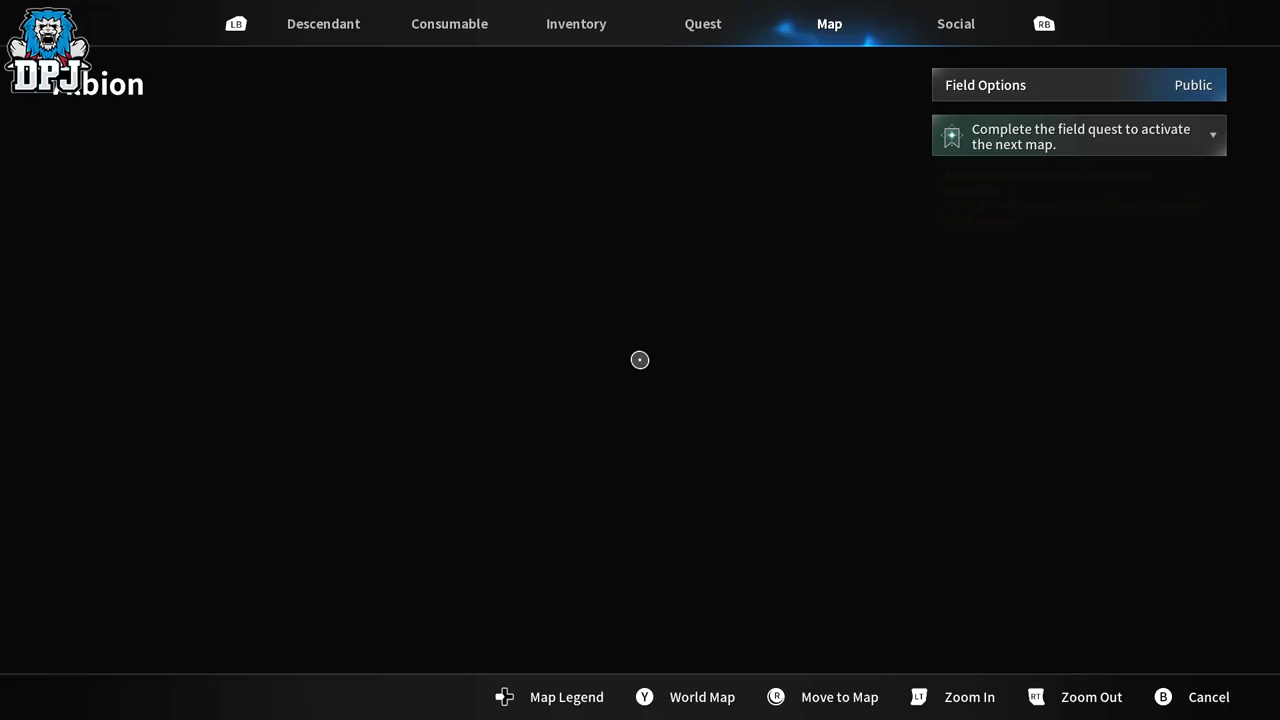 LB
Descendant
Consumable
Inventory
Quest
Map
Social
RB
DPJ
bion
Field Options
Public
Complete the field quest to activate
the next map.
Map Legend
Y
World Map
R
Move to Map
LT
Zoom In
RT
Zoom Out
B
Cancel